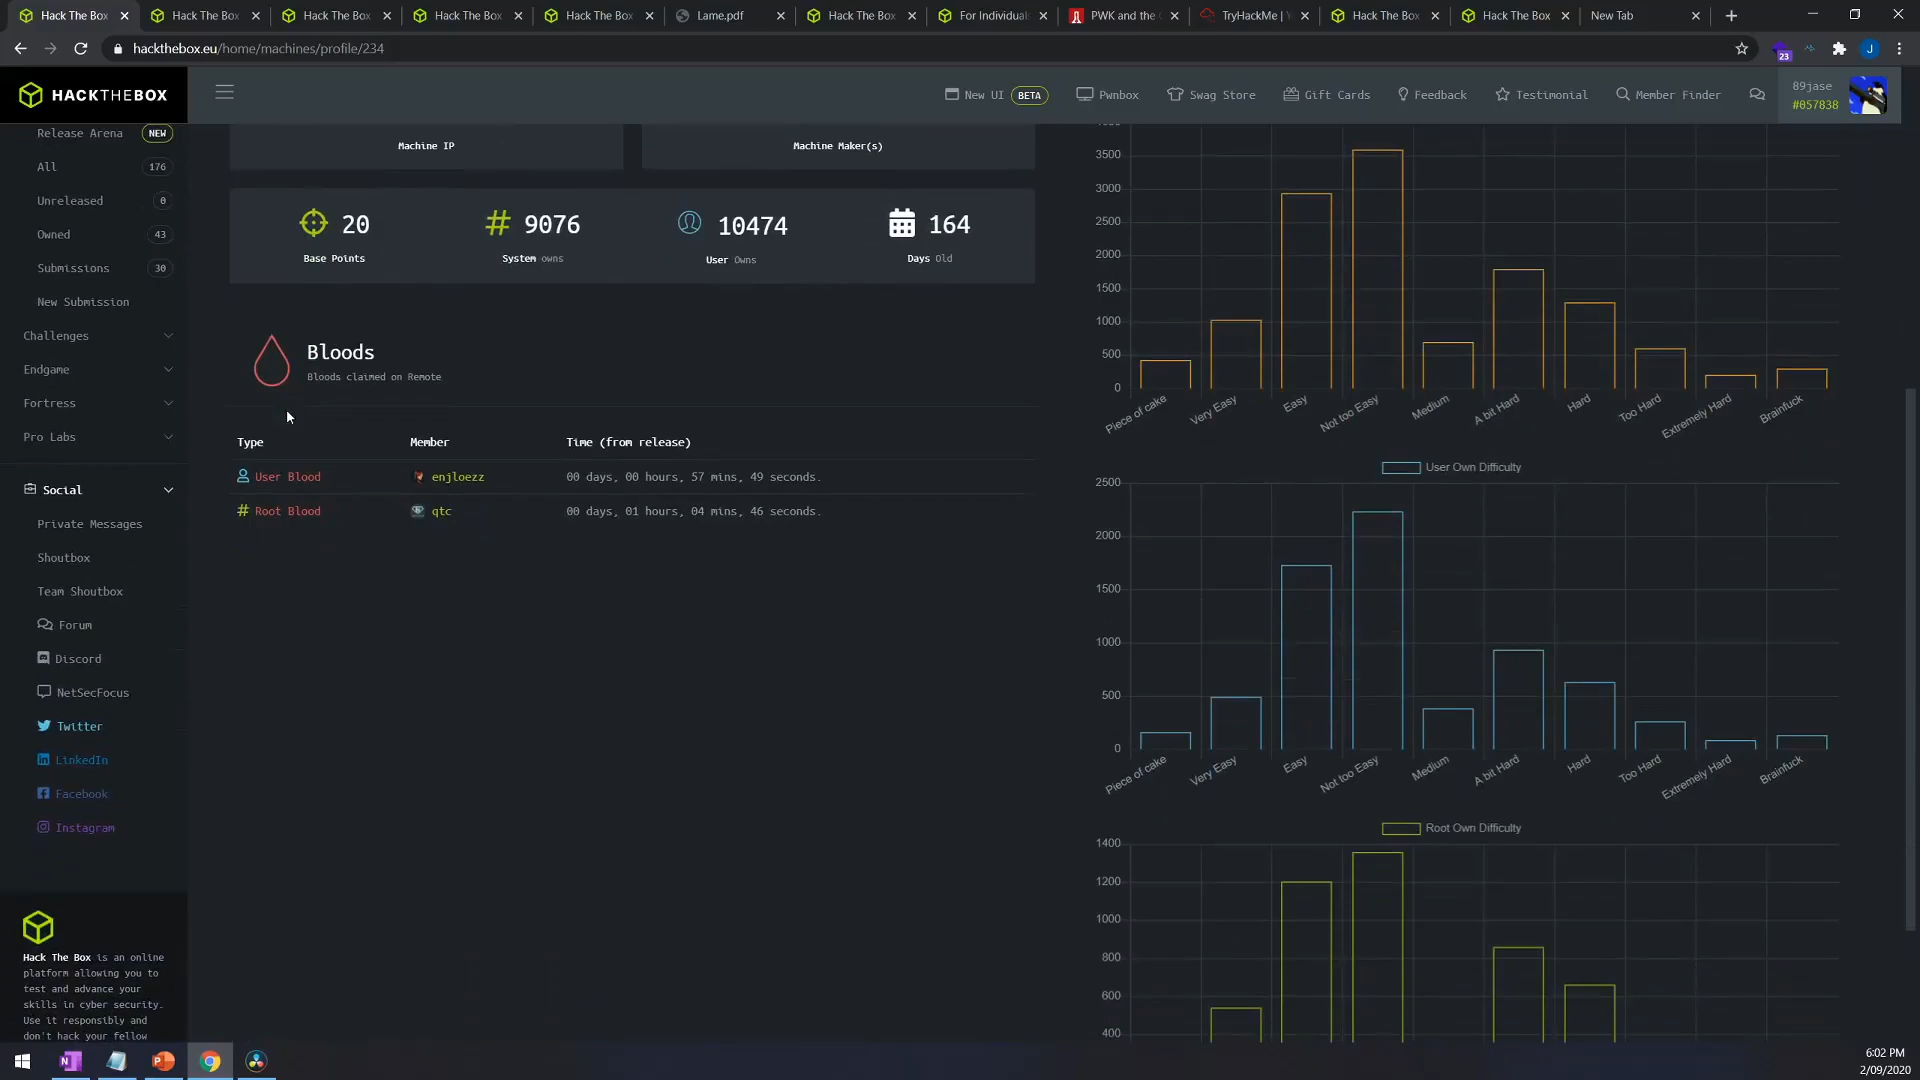 Hack The Box
Hack The Box
Hack The Box
Hack The Box
Hack The Box
Lame.pdf
Hack The Box
For Individuals
PWK and the
TryHackMe |
Hack The Box
Hack The Box
New Tab
hackthebox.eu/home/machines/profile/234
23
J
HACKTHEBOX
New UI BETA
Pwnbox
Swag Store
Gift Cards
Feedback
Testimonial
Member Finder
89jase
#057838
Release Arena NEW
All 176
Unreleased 0
Owned 43
Submissions 30
New Submission
Challenges
Endgame
Fortress
Pro Labs
Social
Private Messages
Shoutbox
Team Shoutbox
Forum
Discord
NetSecFocus
Twitter
LinkedIn
Facebook
Instagram
Hack The Box is an online
platform allowing you to
test and advance your
skills in cyber security.
Use it responsibly and
don't hack your fellow
Machine IP
Machine Maker(s)
20
Base Points
# 9076
System owns
10474
User Owns
164
Days Old
Bloods
Bloods claimed on Remote
Type Member Time (from release)
User Blood enjloezz 00 days, 00 hours, 57 mins, 49 seconds.
# Root Blood qtc 00 days, 01 hours, 04 mins, 46 seconds.
3500
3000
2500
2000
1500
1000
500
0
Piece of cake Very Easy Easy Not too Easy Medium A bit Hard Hard Too Hard Extremely Hard Brainfuck
User Own Difficulty
2500
2000
1500
1000
500
0
Piece of cake Very Easy Easy Not too Easy Medium A bit Hard Hard Too Hard Extremely Hard Brainfuck
Root Own Difficulty
1400
1200
1000
800
600
400
6:02 PM
2/09/2020